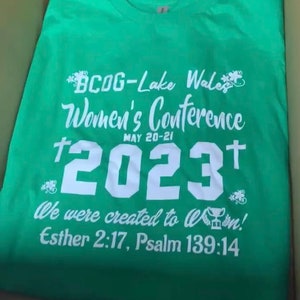 BCOG-Lake Wales
Women's Conference
MAY 20-21
2023
We were created to Won!
Esther 2:17, Psalm 139:14